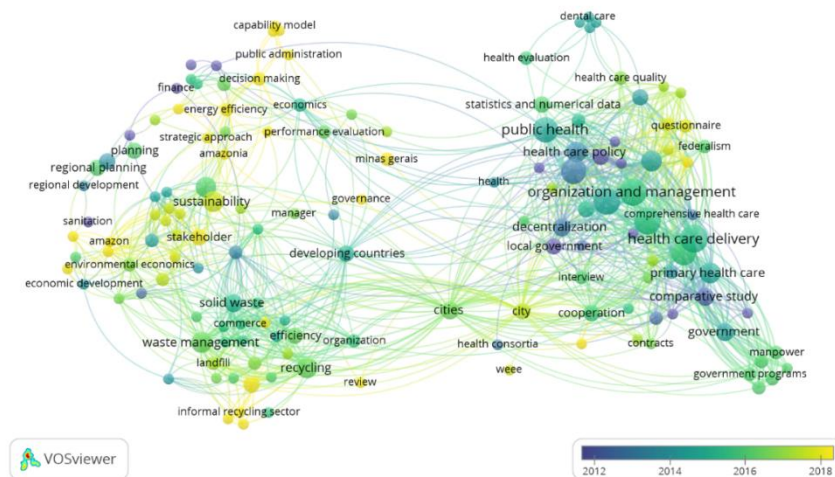 dental care
capability model
public administration
health evaluation
decision making
health care quality
finance
energy efficiency
economics
statistics and numerical data
strategic approach
performance evaluation
public health
questionnaire
planning
amazonia
health care policy
federalism
regional planning
minas gerais
regional development
health
organization and management
sustainability
governance
manager
comprehensive health care
sanitation
decentralization
amazon
stakeholder
health care delivery
local government
developing countries
environmental economics
interview
primary health care
economic development
comparative study
solid waste
cities
city
cooperation
commerce
efficiency
government
waste management
organization
health consortia
contracts
manpower
landfill
recycling
weee
government programs
review
informal recycling sector
VOSviewer
2012 2014 2016 2018